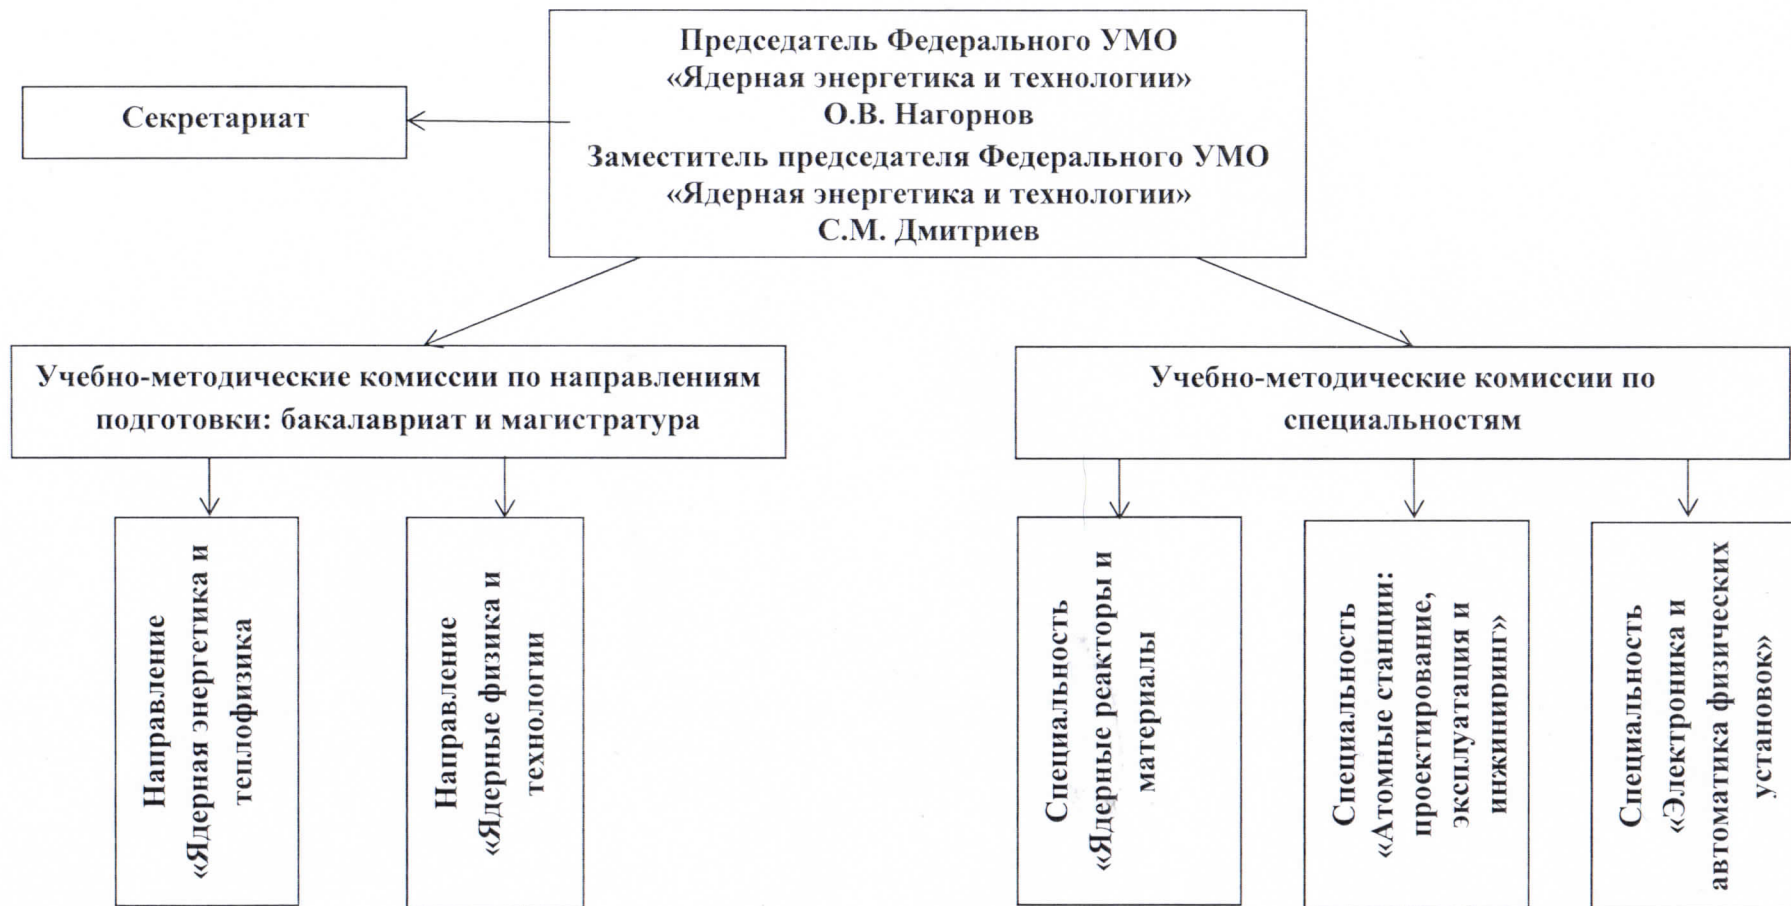 Председатель Федерального УМО
«Ядерная энергетика и технологии»
О.В. Нагорнов
Заместитель председателя Федерального УМО
«Ядерная энергетика и технологии»
С.М. Дмитриев
Секретариат
Учебно-методические комиссии по направлениям
подготовки: бакалавриат и магистратура
Учебно-методические комиссии по
специальностям
Направление
«Ядерная энергетика и
теплофизика
Направление
«Ядерные физика и
технологии
Специальность
«Ядерные реакторы и
материалы
Специальность
«Атомные станции:
проектирование,
эксплуатация и
инжиниринг»
Специальность
«Электроника и
автоматика физических
установок»